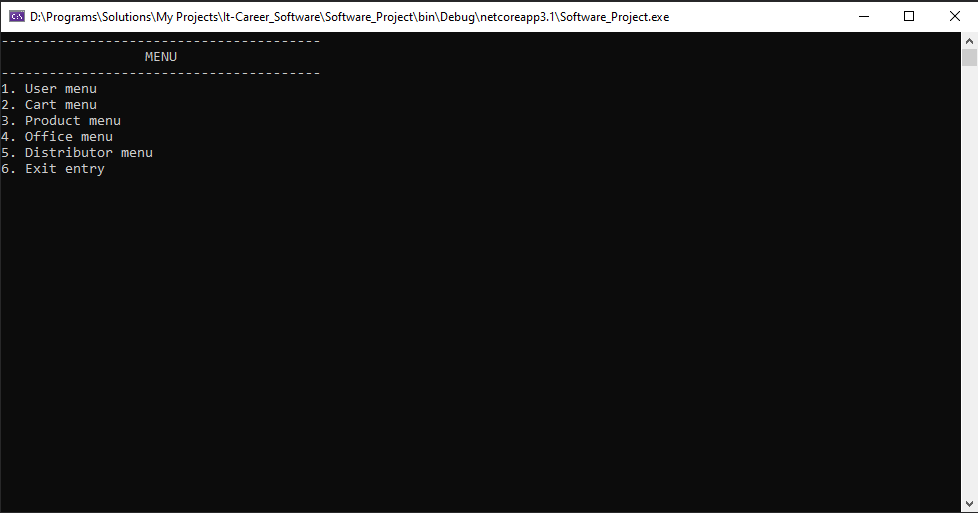 D:\Programs\Solutions\My Projects\It-Career_Software\Software_Project\bin\Debug\netcoreapp3.1\Software_Project.exe
----------------------------------------
                  MENU
----------------------------------------
1. User menu
2. Cart menu
3. Product menu
4. Office menu
5. Distributor menu
6. Exit entry